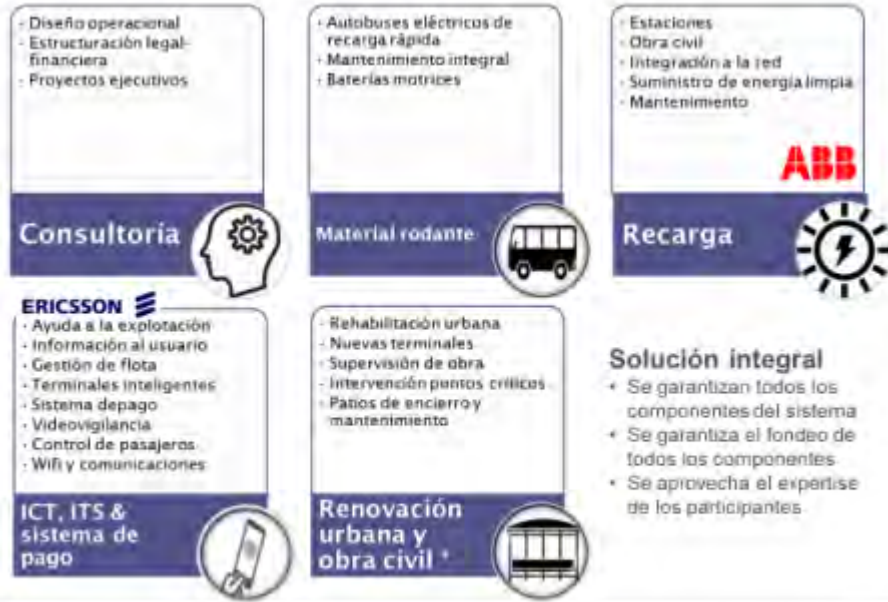 - Diseño operacional
- Estructuración legal-
financiera
- Proyectos ejecutivos
Consultoría
- Autobuses eléctricos de
recarga rápida
- Mantenimiento integral
- Baterías motrices
Material rodante
- Estaciones
- Obra civil
- Integración a la red
- Suministro de energía limpia
- Mantenimiento
ABB
Recarga
ERICSSON
- Ayuda a la explotación
- Información al usuario
- Gestión de flota
- Terminales inteligentes
- Sistema depago
- Videovigilancia
- Control de pasajeros
- Wifi y comunicaciones
ICT, ITS &
sistema de
pago
- Rehabilitación urbana
- Nuevas terminales
- Supervisión de obra
- Intervención puntos críticos
- Patios de encierro y
mantenimiento
Renovación
urbana y
obra civil *
Solución integral
• Se garantizan todos los
componentes del sistema
• Se garantiza el fondeo de
todos los componentes
• Se aprovecha el expertise
de los participantes